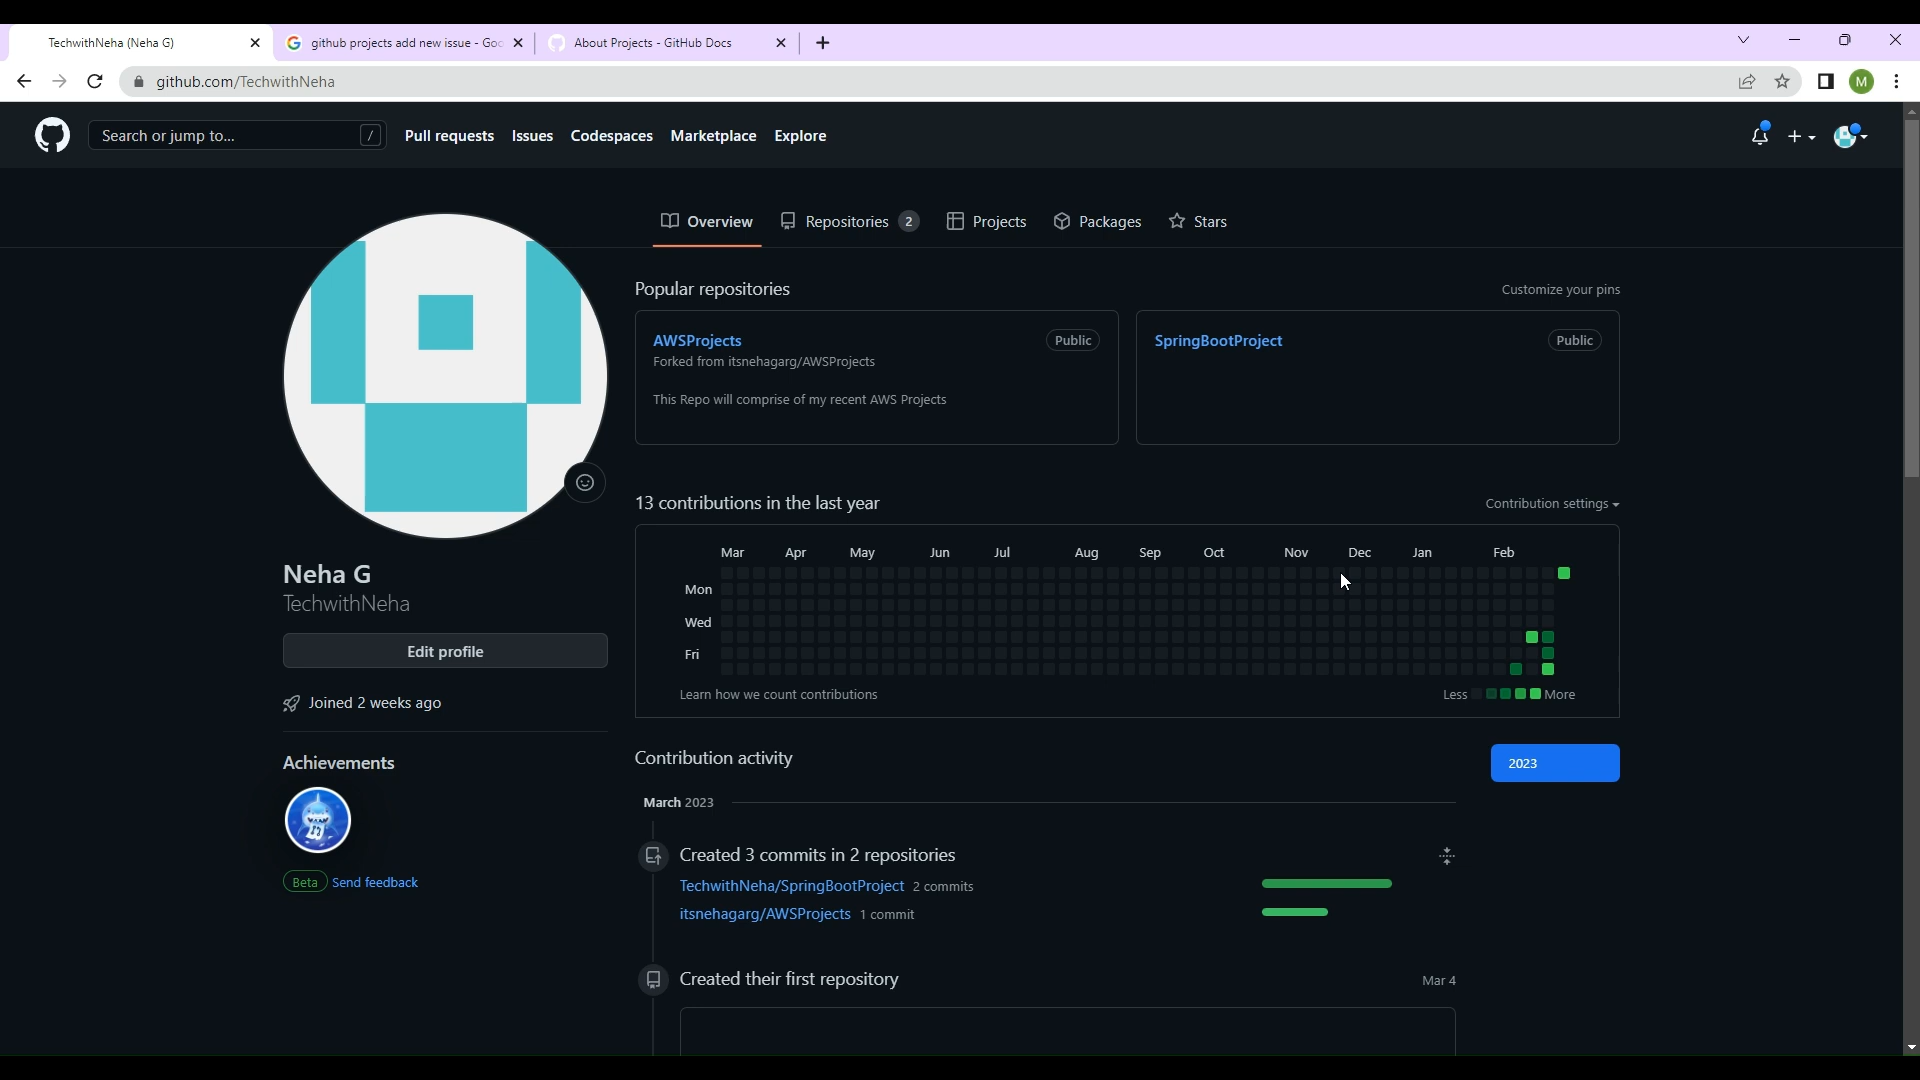 TechwithNeha (Neha G)
github projects add new issue - Goo
About Projects - GitHub Docs
github.com/TechwithNeha
M
Search or jump to...
/
Pull requests
Issues
Codespaces
Marketplace
Explore
Overview
Repositories 2
Projects
Packages
Stars
Popular repositories
Customize your pins
AWSProjects
Public
Forked from itsnehagarg/AWSProjects
This Repo will comprise of my recent AWS Projects
SpringBootProject
Public
13 contributions in the last year
Contribution settings
Mar Apr May Jun Jul Aug Sep Oct Nov Dec Jan Feb
Mon
Wed
Fri
Learn how we count contributions
Less
More
Neha G
TechwithNeha
Edit profile
Joined 2 weeks ago
Achievements
Beta Send feedback
Contribution activity
2023
March 2023
Created 3 commits in 2 repositories
TechwithNeha/SpringBootProject 2 commits
itsnehagarg/AWSProjects 1 commit
Created their first repository
Mar 4